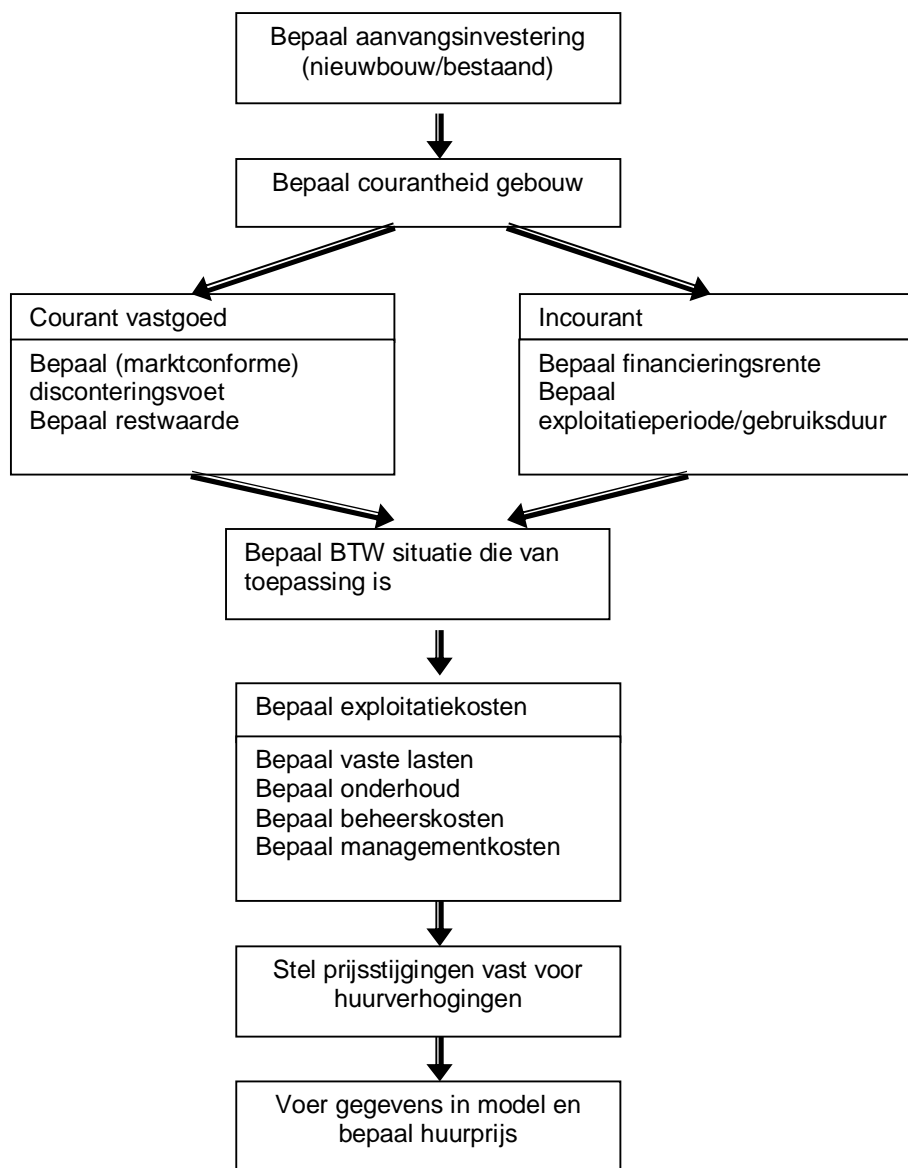 Bepaal aanvangsinvestering
(nieuwbouw/bestaand)
Bepaal courantheid gebouw
Courant vastgoed
Bepaal (marktconforme)
disconteringsvoet
Bepaal restwaarde
Incourant
Bepaal financieringsrente
Bepaal
exploitatieperiode/gebruiksduur
Bepaal BTW situatie die van
toepassing is
Bepaal exploitatiekosten
Bepaal vaste lasten
Bepaal onderhoud
Bepaal beheerskosten
Bepaal managementkosten
Stel prijsstijgingen vast voor
huurverhogingen
Voer gegevens in model en
bepaal huurprijs